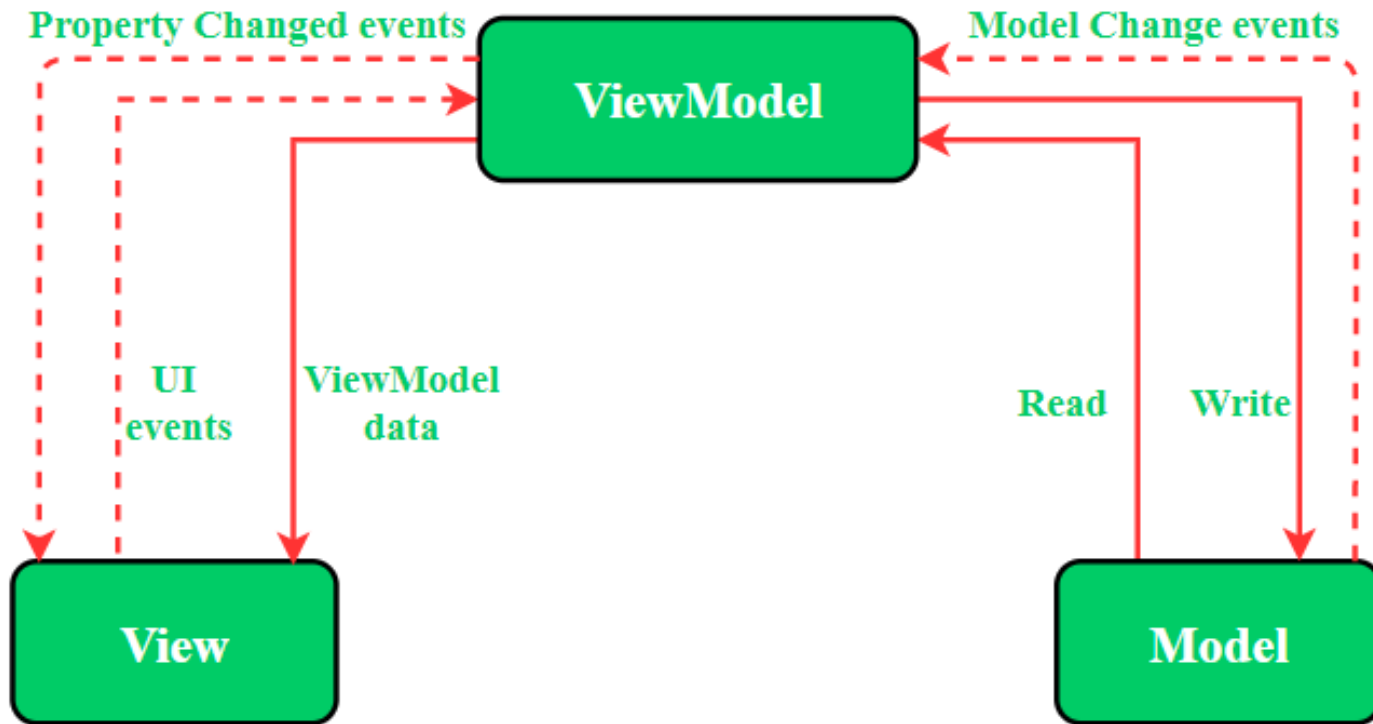 Property Changed events
Model Change events
ViewModel
UI
events
ViewModel
data
Read
Write
View
Model